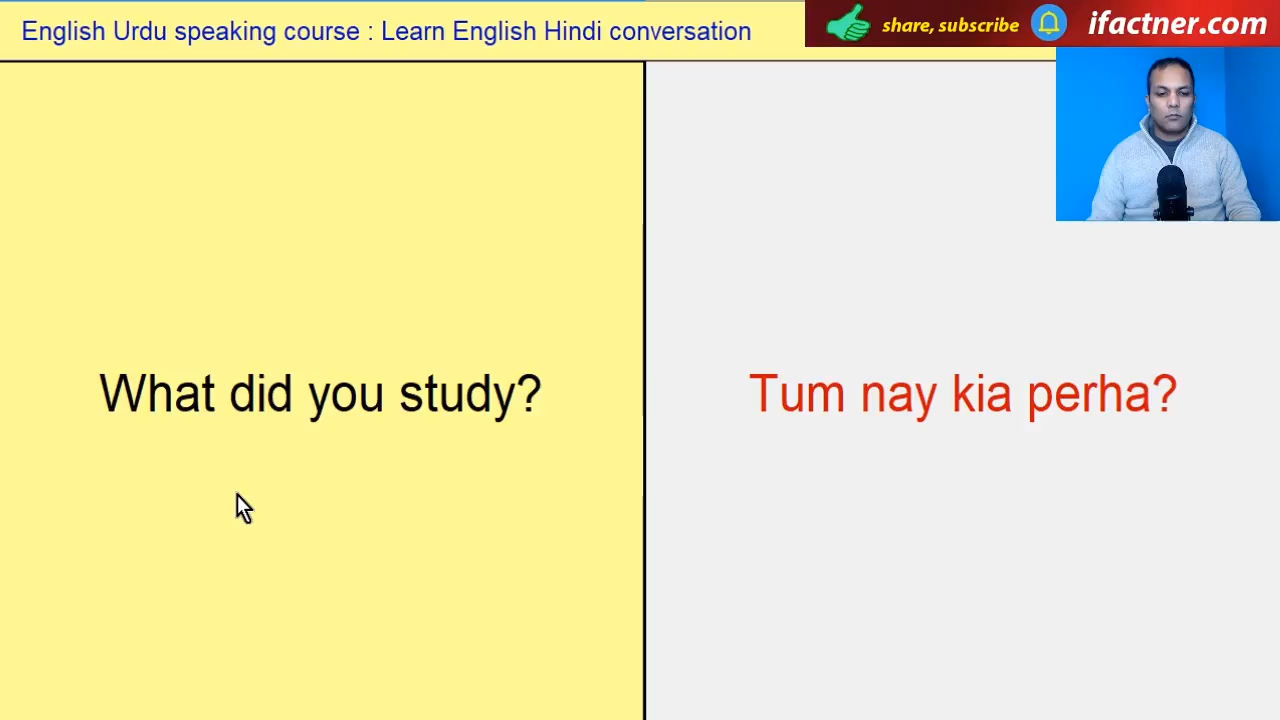 English Urdu speaking course : Learn English Hindi conversation
share, subscribe
ifactner.com
What did you study?
Tum nay kia perha?